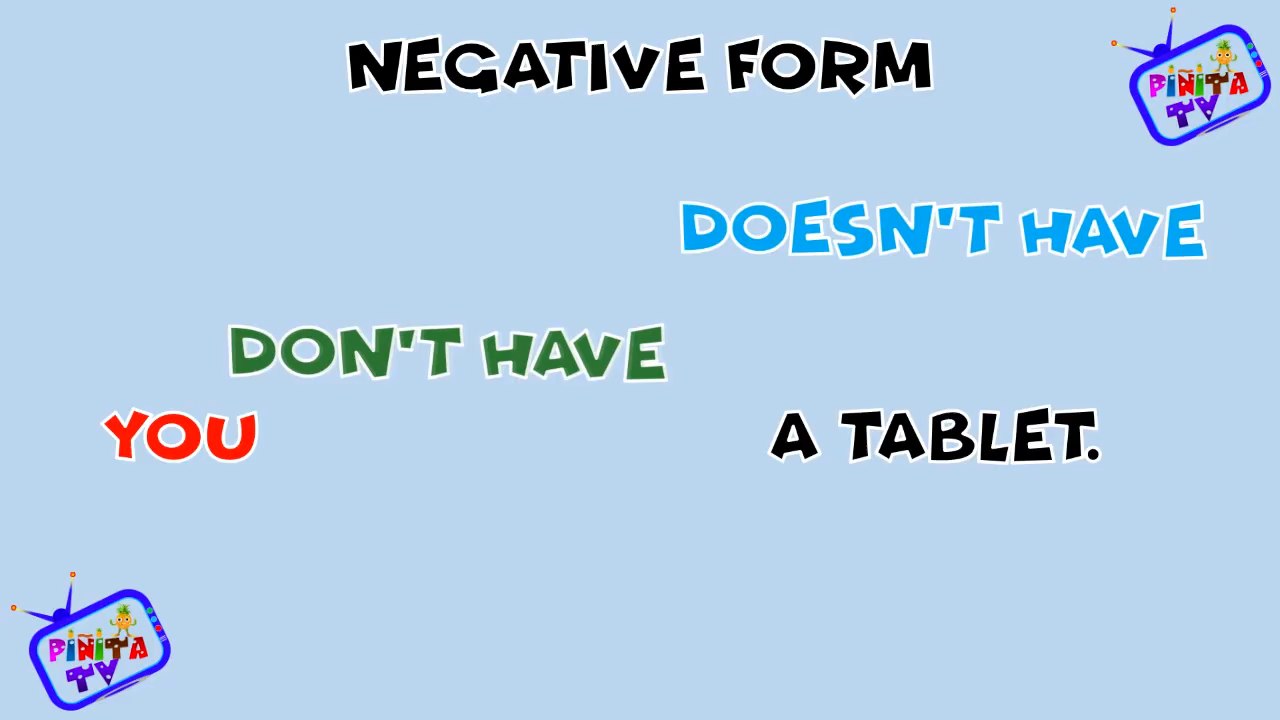 NEGATIVE FORM
PIÑITA
TV
DOESN'T HAVE
DON'T HAVE
YOU A TABLET.
PIÑITA
TV